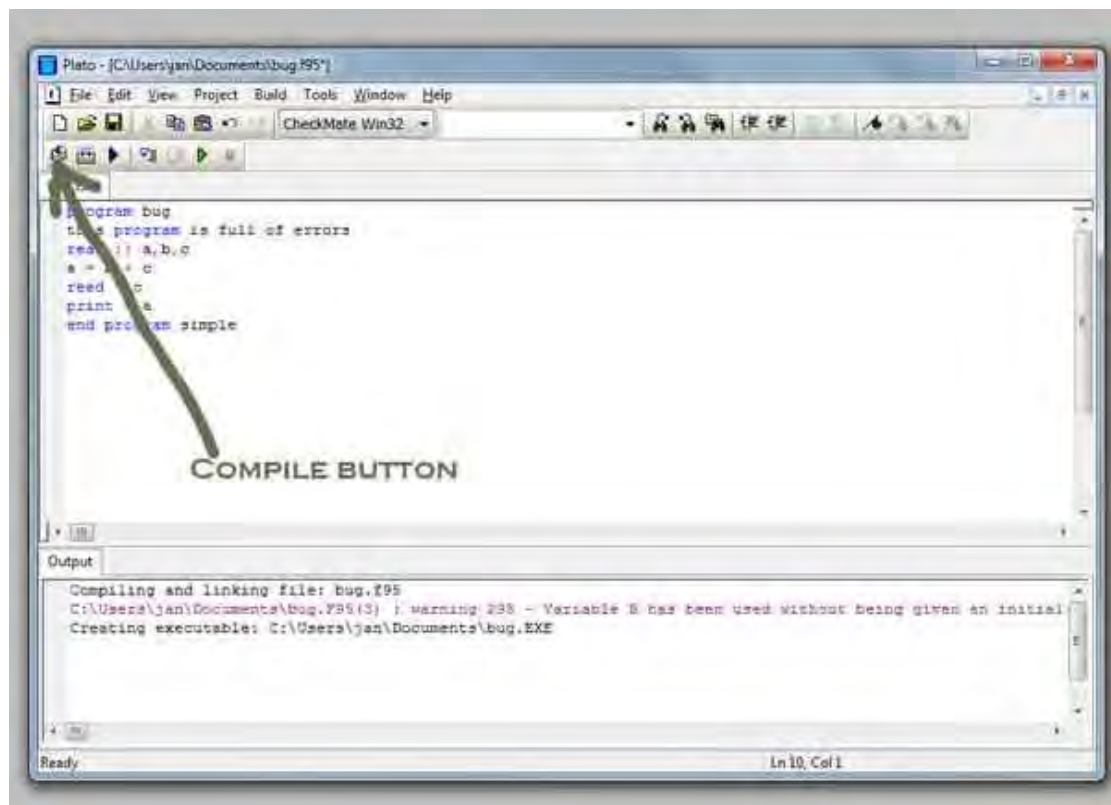 Plato - [C:\Users\jan\Documents\bug.f95*]
File Edit View Project Build Tools Window Help
CheckMate Win32
program bug
this program is full of errors
real :: a,b,c
a = + c
reed c
print a
end program simple
COMPILE BUTTON
Output
Compiling and linking file: bug.f95
C:\Users\jan\Documents\bug.F95(3) : warning 298 - Variable B has been used without being given an initial
Creating executable: C:\Users\jan\Documents\bug.EXE
Ready
Ln 10, Col 1